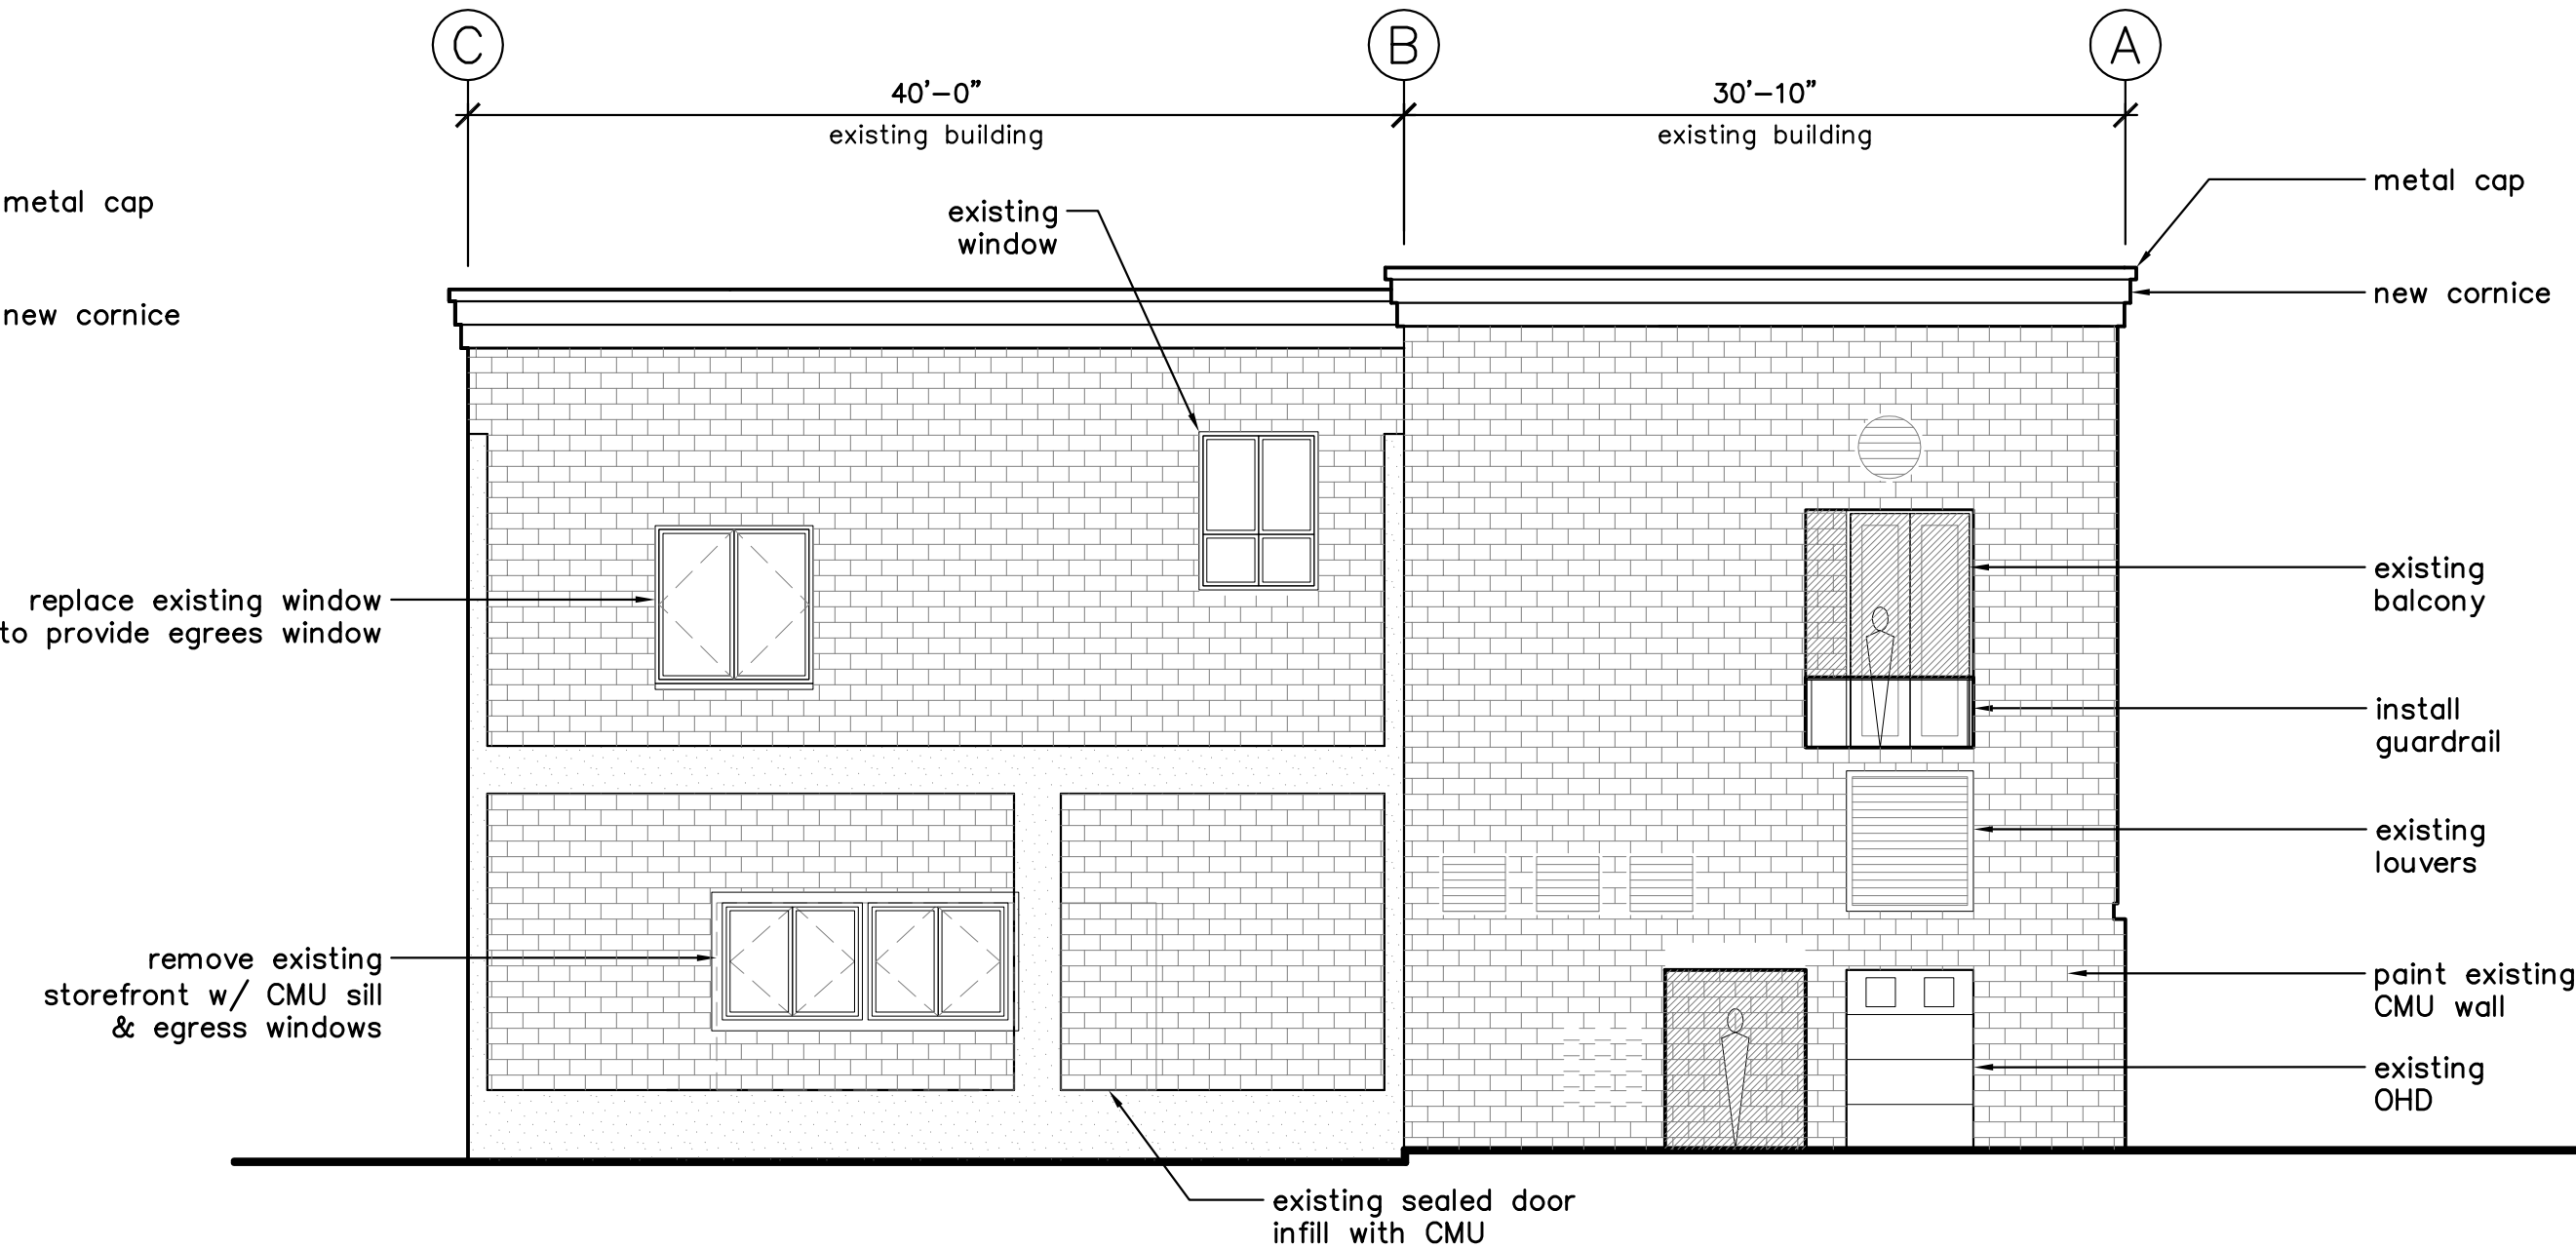 C
B
A
40'-0"
existing building
30'-10"
existing building
metal cap
new cornice
existing
window
metal cap
new cornice
replace existing window
to provide egrees window
existing
balcony
install
guardrail
existing
louvers
remove existing
storefront w/ CMU sill
& egress windows
paint existing
CMU wall
existing
OHD
existing sealed door
infill with CMU